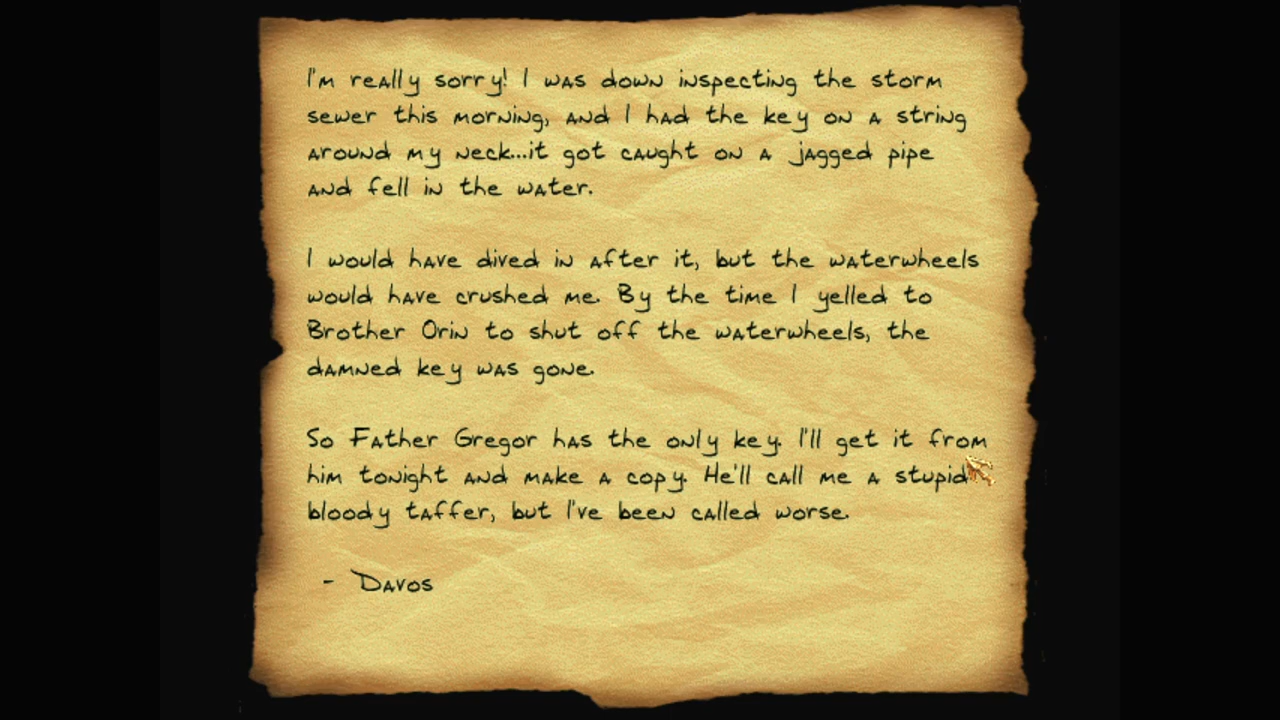 I'm really sorry! I was down inspecting the storm
sewer this morning, and I had the key on a string
around my neck...it got caught on a jagged pipe
and fell in the water.
I would have dived in after it, but the waterwheels
would have crushed me. By the time I yelled to
Brother Orin to shut off the waterwheels, the
damned key was gone.
So Father Gregor has the only key. I'll get it from
him tonight and make a copy. He'll call me a stupid
bloody taffer, but I've been called worse.
- Davos